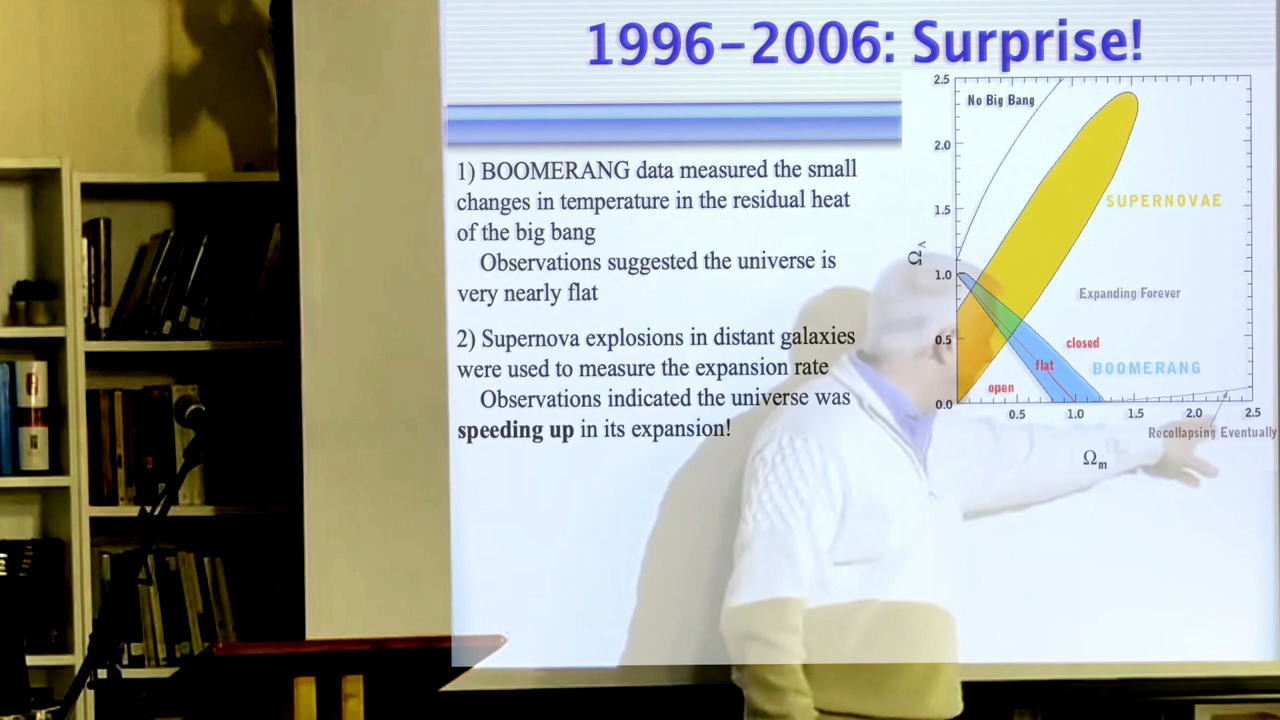 1996-2006: Surprise!
1) BOOMERANG data measured the small
changes in temperature in the residual heat
of the big bang
Observations suggested the universe is
very nearly flat
2) Supernova explosions in distant galaxies
were used to measure the expansion rate
Observations indicated the universe was
speeding up in its expansion!
2.5
No Big Bang
2.0
SUPERNOVAE
1.5
ΩΛ
1.0
Expanding Forever
0.5
closed
flat
BOOMERANG
open
0.0
0.5 1.0 1.5 2.0 2.5
Recollapsing Eventually
Ωm